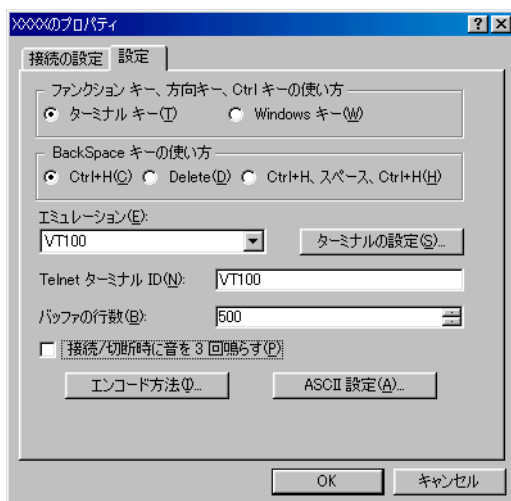 XXXXのプロパティ
接続の設定 設定
ファンクション キー、方向キー、Ctrl キーの使い方
ターミナル キー(T) Windows キー(W)
BackSpace キーの使い方
Ctrl+H(C) Delete(D) Ctrl+H、スペース、Ctrl+H(H)
エミュレーション(E):
VT100 ターミナルの設定(S)...
Telnet ターミナル ID(N): VT100
バッファの行数(B): 500
接続/切断時に音を 3 回鳴らす(P)
エンコード方法(I)... ASCII 設定(A)...
OK キャンセル